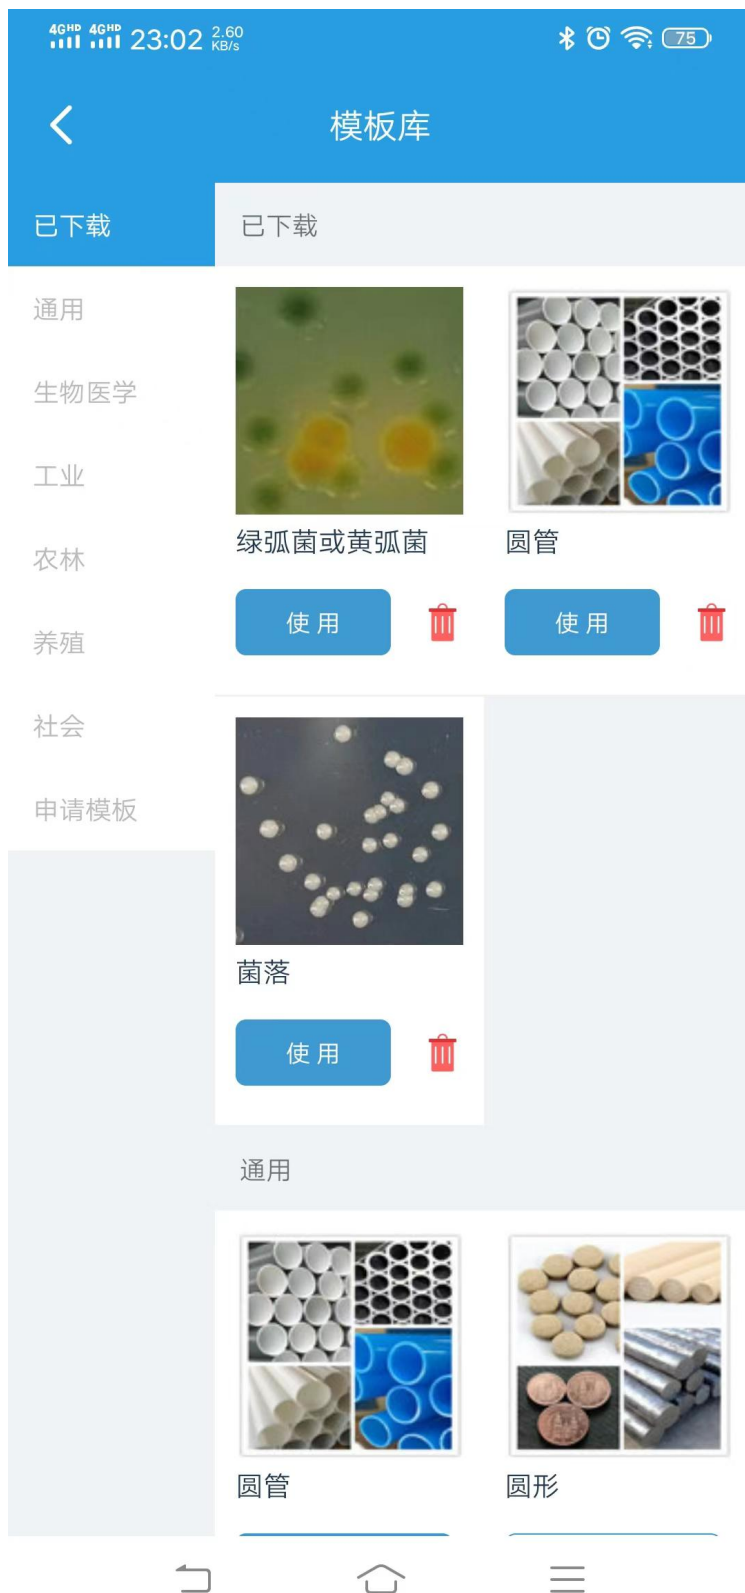 4GHD 4GHD 23:02 2.60 KB/s 75
模板库
已下载
通用
生物医学
工业
农林
养殖
社会
申请模板
已下载
绿弧菌或黄弧菌
圆管
使用
使用
菌落
使用
通用
圆管
圆形